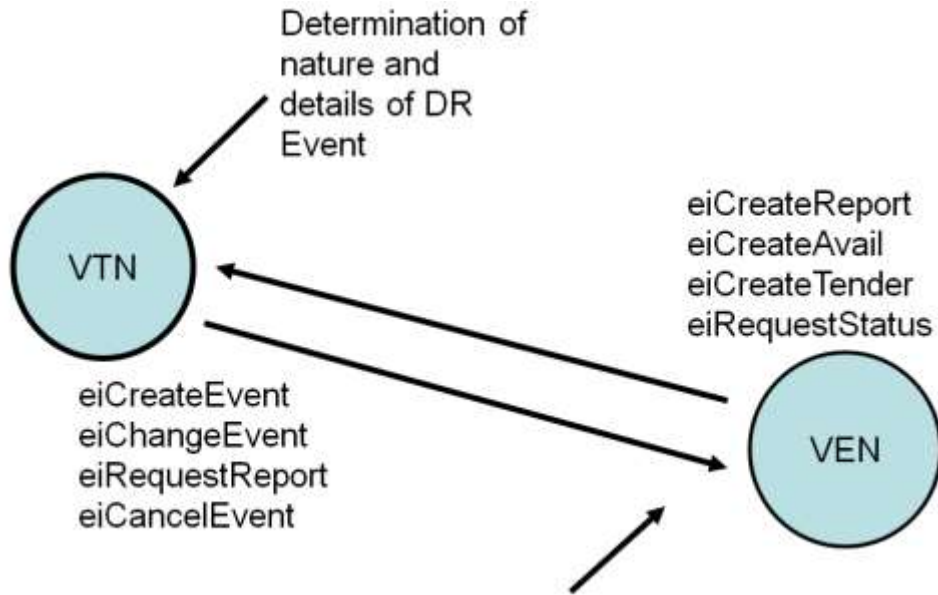 Determination of
nature and
details of DR
Event
VTN
eiCreateReport
eiCreateAvail
eiCreateTender
eiRequestStatus
eiCreateEvent
eiChangeEvent
eiRequestReport
eiCancelEvent
VEN